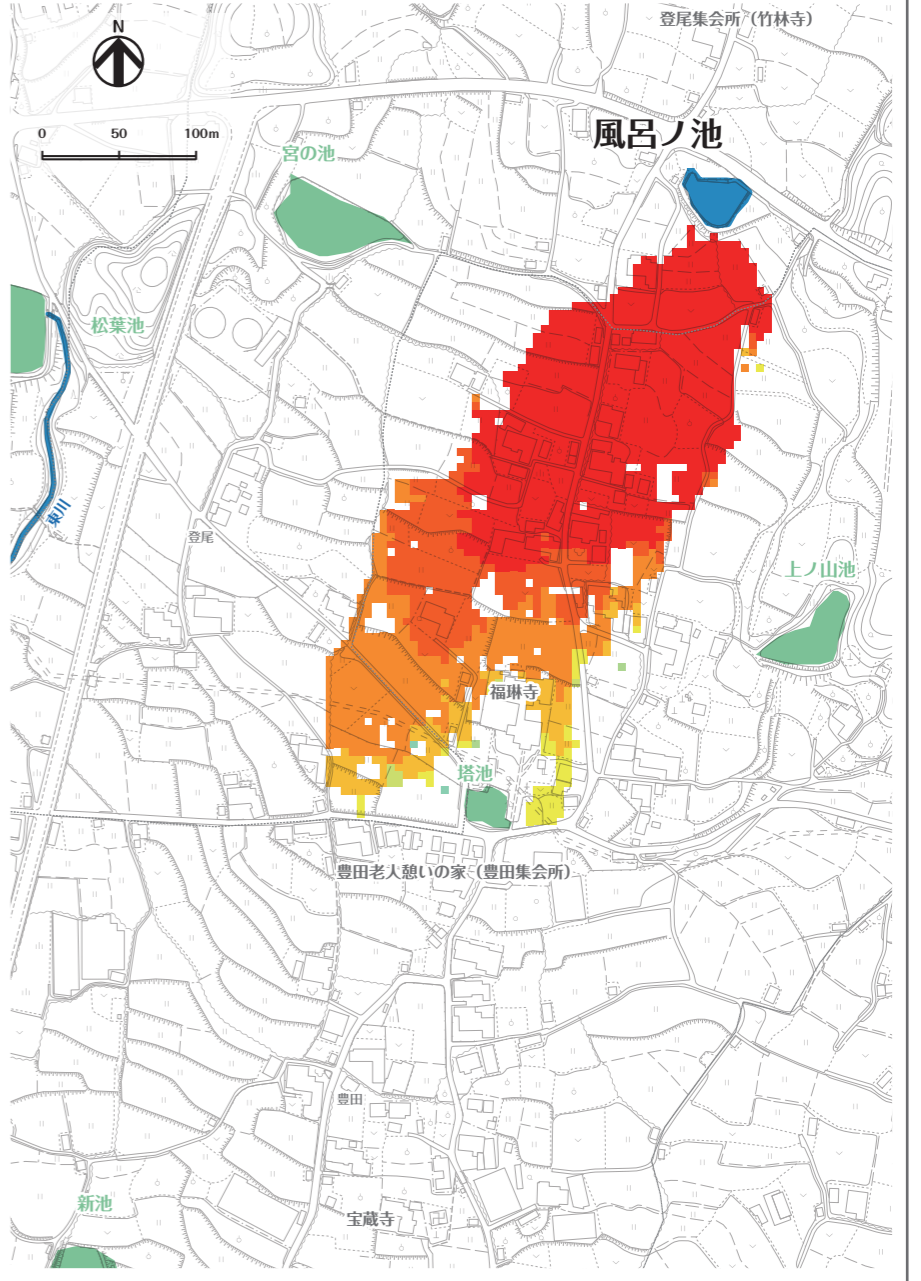 登尾集会所（竹林寺）
N
0 50 100m
風呂ノ池
宮の池
松葉池
東川
登尾
上ノ山池
福琳寺
塔池
豊田老人憩いの家（豊田集会所）
豊田
新池
宝蔵寺